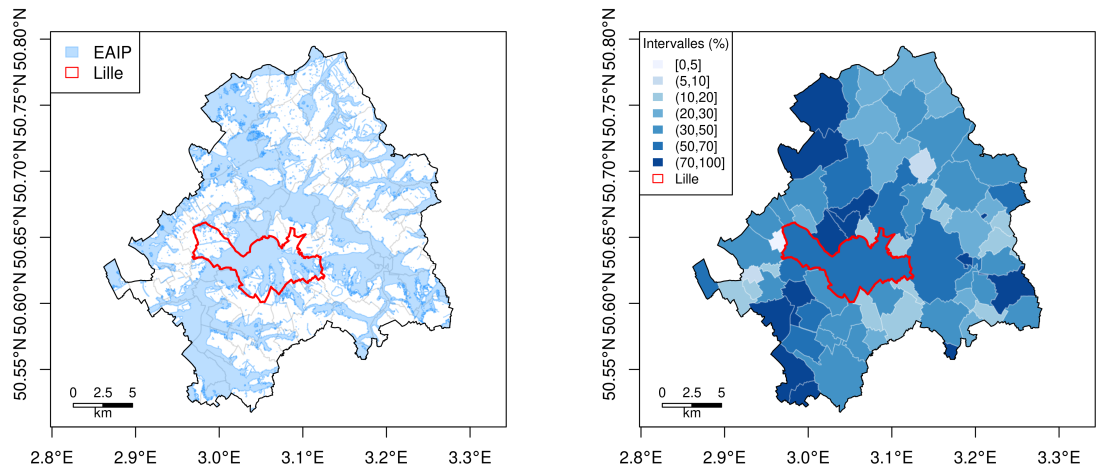 50.80°N
50.75°N
50.70°N
50.65°N
50.60°N
50.55°N
EAIP
Lille
0 2.5 5
km
2.8°E 2.9°E 3.0°E 3.1°E 3.2°E 3.3°E
50.80°N
50.75°N
50.70°N
50.65°N
50.60°N
50.55°N
Intervalles (%)
[0,5]
(5,10]
(10,20]
(20,30]
(30,50]
(50,70]
(70,100]
Lille
0 2.5 5
km
2.8°E 2.9°E 3.0°E 3.1°E 3.2°E 3.3°E